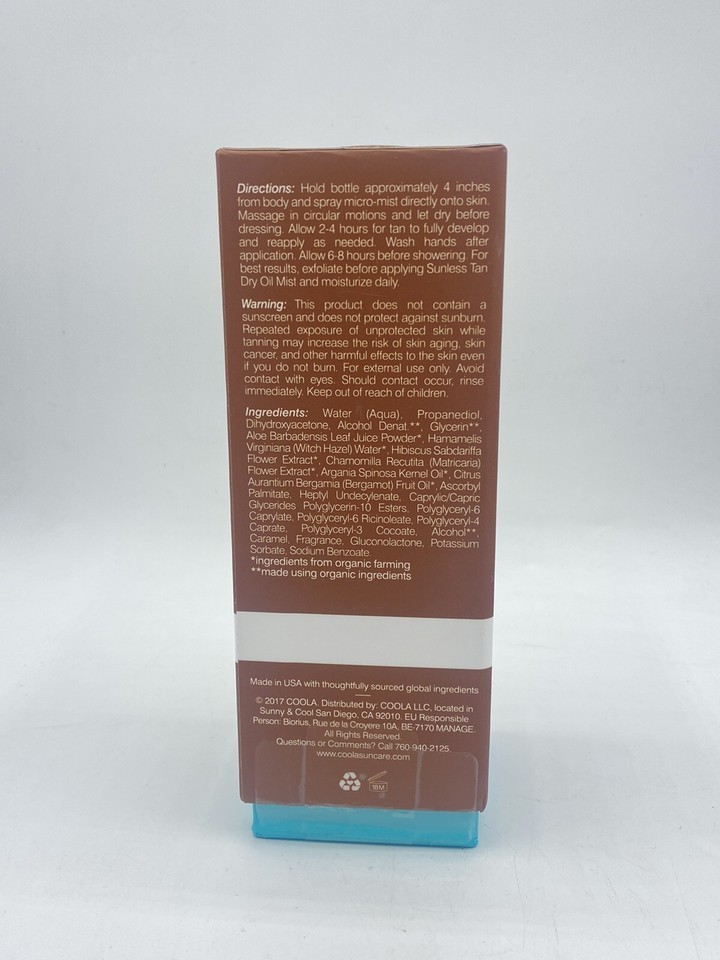 Directions: Hold bottle approximately 4 inches
from body and spray micro-mist directly onto skin.
Massage in circular motions and let dry before
dressing. Allow 2-4 hours for tan to fully develop
and reapply as needed. Wash hands after
application. Allow 6-8 hours before showering. For
best results, exfoliate before applying Sunless Tan
Dry Oil Mist and moisturize daily.
Warning: This product does not contain a
sunscreen and does not protect against sunburn.
Repeated exposure of unprotected skin while
tanning may increase the risk of skin aging, skin
cancer, and other harmful effects to the skin even
if you do not burn. For external use only. Avoid
contact with eyes. Should contact occur, rinse
immediately. Keep out of reach of children.
Ingredients: Water (Aqua), Propanediol,
Dihydroxyacetone, Alcohol Denat.**, Glycerin**,
Aloe Barbadensis Leaf Juice Powder*, Hamamelis
Virginiana (Witch Hazel) Water*, Hibiscus Sabdariffa
Flower Extract*, Chamomilla Recutita (Matricaria)
Flower Extract*, Argania Spinosa Kernel Oil*, Citrus
Aurantium Bergamia (Bergamot) Fruit Oil*, Ascorbyl
Palmitate, Heptyl Undecylenate, Caprylic/Capric
Glycerides Polyglycerin-10 Esters, Polyglyceryl-6
Caprylate, Polyglyceryl-6 Ricinoleate, Polyglyceryl-4
Caprate, Polyglyceryl-3 Cocoate, Alcohol**,
Caramel, Fragrance, Gluconolactone, Potassium
Sorbate, Sodium Benzoate.
*ingredients from organic farming
**made using organic ingredients
Made in USA with thoughtfully sourced global ingredients
© 2017 COOLA. Distributed by: COOLA LLC, located in
Sunny & Cool San Diego, CA 92010. EU Responsible
Person: Biorius, Rue de la Croyere 10A, BE-7170 MANAGE.
All Rights Reserved.
Questions or Comments? Call 760-940-2125.
www.coolasuncare.com
18M